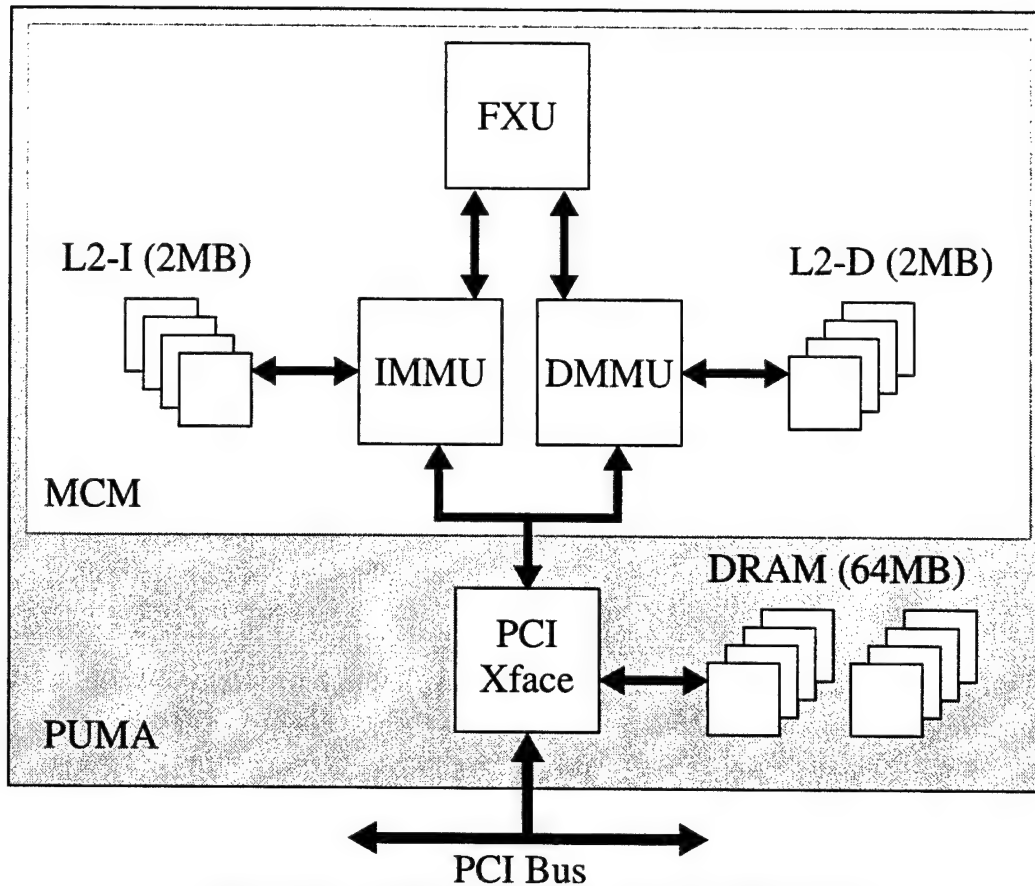 FXU
L2-I (2MB)
L2-D (2MB)
IMMU
DMMU
MCM
DRAM (64MB)
PCI
Xface
PUMA
PCI Bus